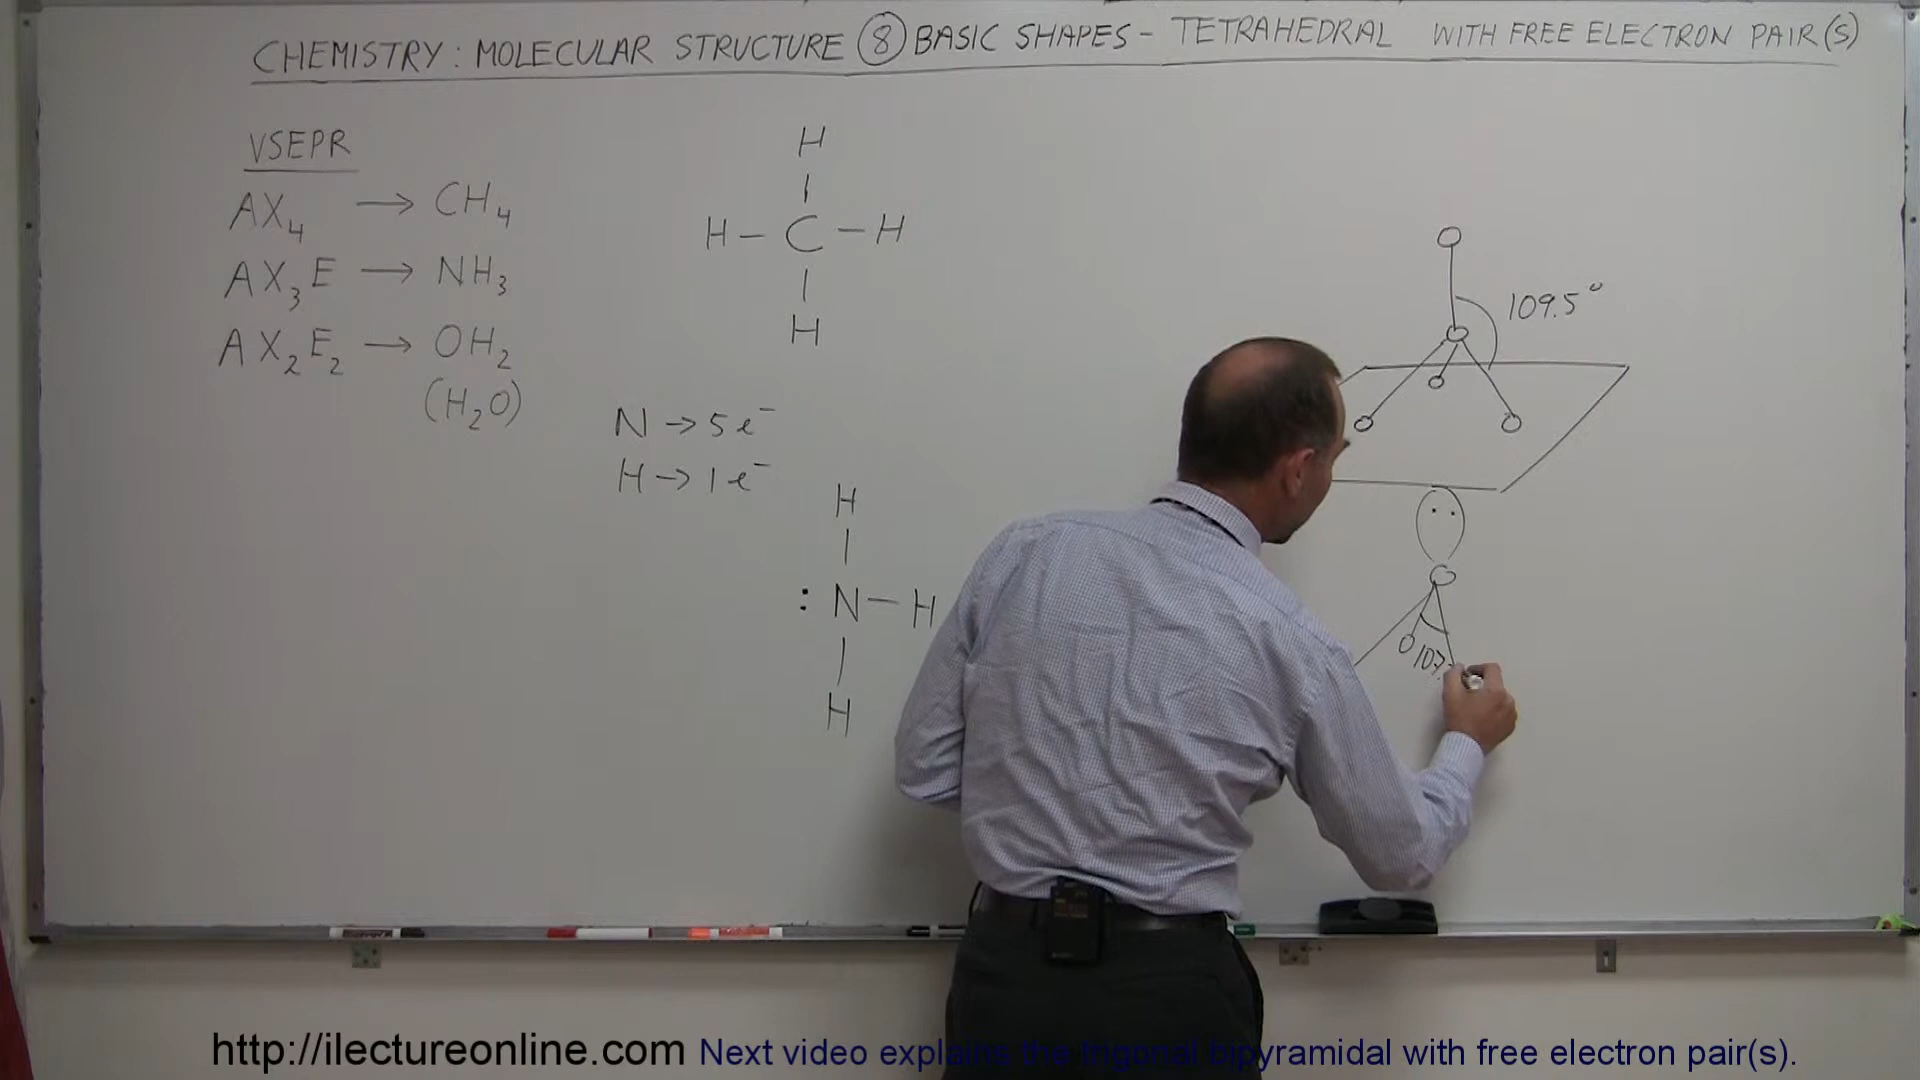 CHEMISTRY: MOLECULAR STRUCTURE ⑧ BASIC SHAPES - TETRAHEDRAL WITH FREE ELECTRON PAIR(S)
VSEPR
AX₄ → CH₄
AX₃E → NH₃
AX₂E₂ → OH₂
(H₂O)
H
H - C - H
H
N → 5e⁻
H → 1e⁻
H
: N - H
H
109.5°
107.
http://ilectureonline.com Next video explains the trigonal bipyramidal with free electron pair(s).